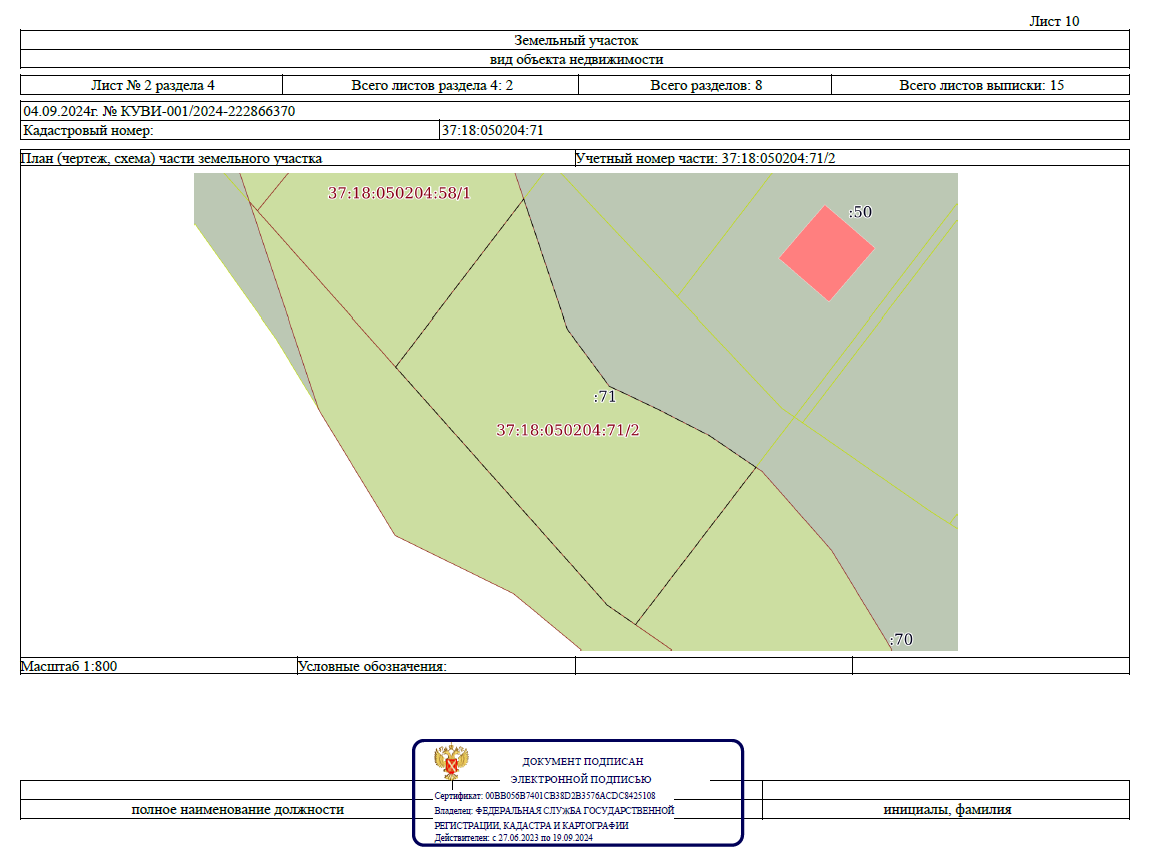 Лист 10
Земельный участок
вид объекта недвижимости
Лист № 2 раздела 4 Всего листов раздела 4: 2 Всего разделов: 8 Всего листов выписки: 15
04.09.2024г. № КУВИ-001/2024-222866370
Кадастровый номер: 37:18:050204:71
План (чертеж, схема) части земельного участка Учетный номер части: 37:18:050204:71/2
37:18:050204:58/1
:50
:71
37:18:050204:71/2
:70
Масштаб 1:800 Условные обозначения:
ДОКУМЕНТ ПОДПИСАН
ЭЛЕКТРОННОЙ ПОДПИСЬЮ
Сертификат: 00BB056B7401CB38D2B3576ACDC8425108
Владелец: ФЕДЕРАЛЬНАЯ СЛУЖБА ГОСУДАРСТВЕННОЙ
РЕГИСТРАЦИИ, КАДАСТРА И КАРТОГРАФИИ
Действителен: с 27.06.2023 по 19.09.2024
полное наименование должности инициалы, фамилия